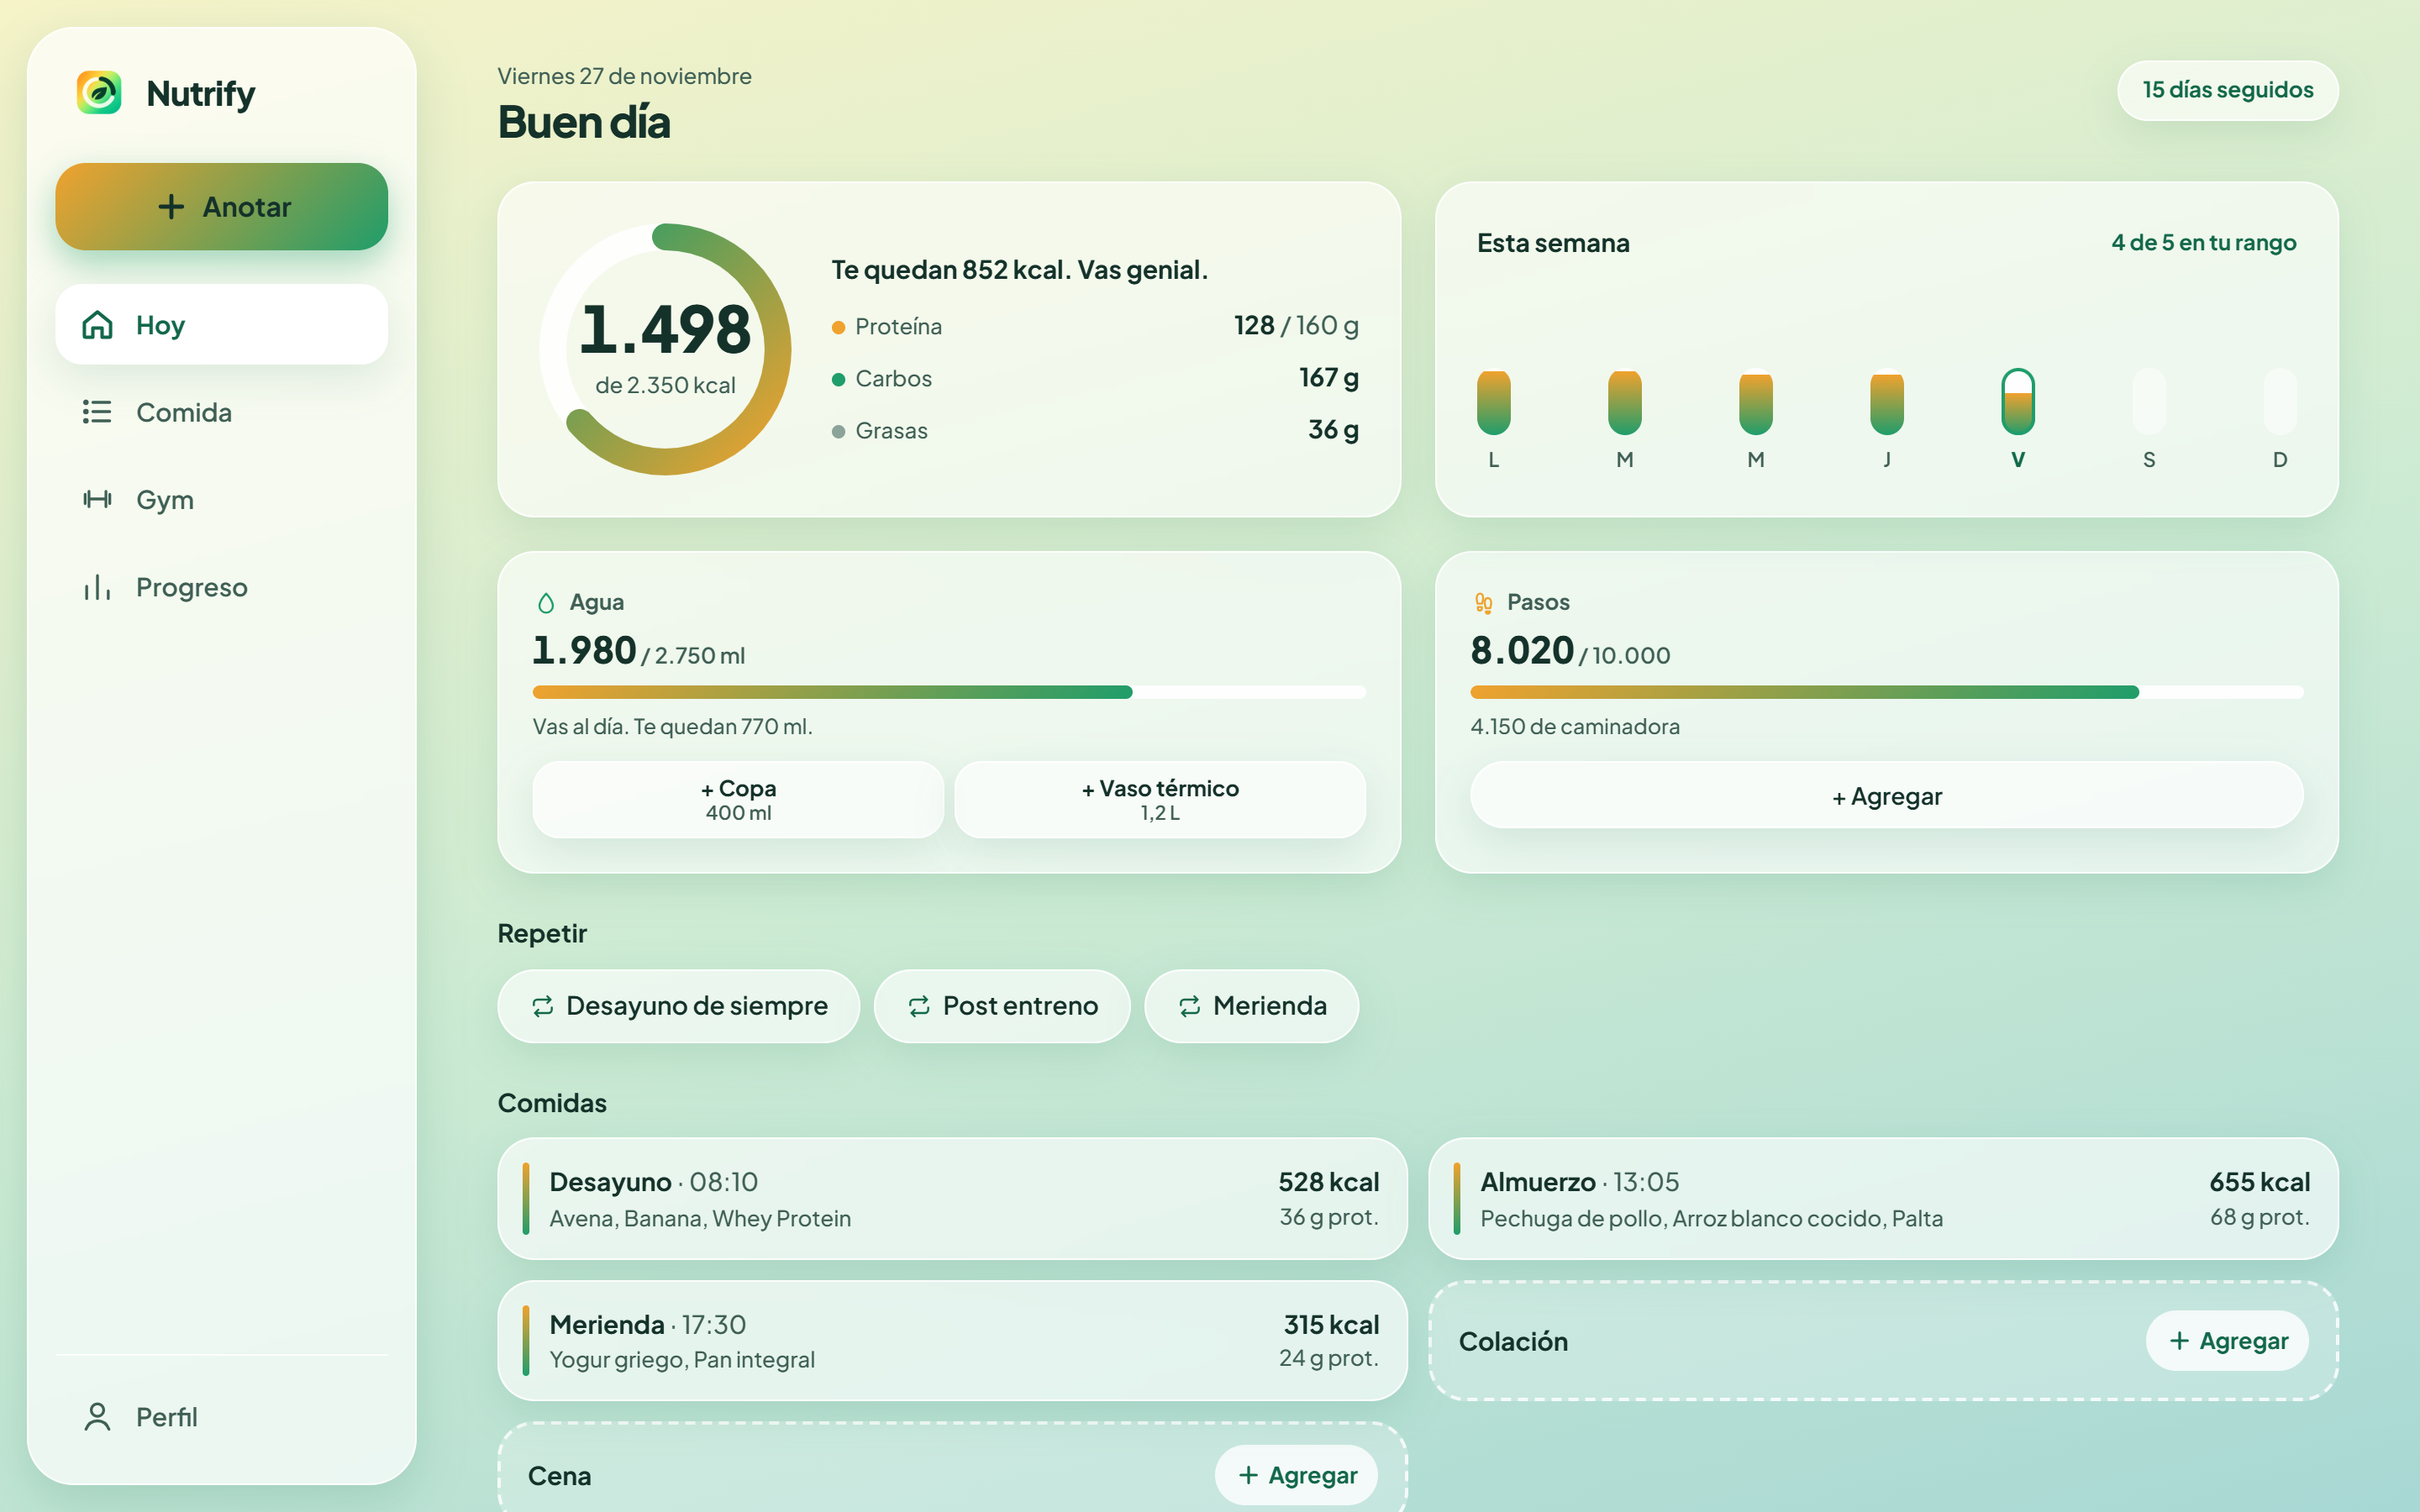 Nutrify
+ Anotar
Hoy
Comida
Gym
Progreso
Perfil
Viernes 27 de noviembre
Buen día
15 días seguidos
1.498
de 2.350 kcal
Te quedan 852 kcal. Vas genial.
Proteína 128 / 160 g
Carbos 167 g
Grasas 36 g
Esta semana 4 de 5 en tu rango
L M M J V S D
Agua
1.980 / 2.750 ml
Vas al día. Te quedan 770 ml.
+ Copa
400 ml
+ Vaso térmico
1,2 L
Pasos
8.020 / 10.000
4.150 de caminadora
+ Agregar
Repetir
Desayuno de siempre
Post entreno
Merienda
Comidas
Desayuno · 08:10 528 kcal
Avena, Banana, Whey Protein 36 g prot.
Almuerzo · 13:05 655 kcal
Pechuga de pollo, Arroz blanco cocido, Palta 68 g prot.
Merienda · 17:30 315 kcal
Yogur griego, Pan integral 24 g prot.
Colación + Agregar
Cena + Agregar